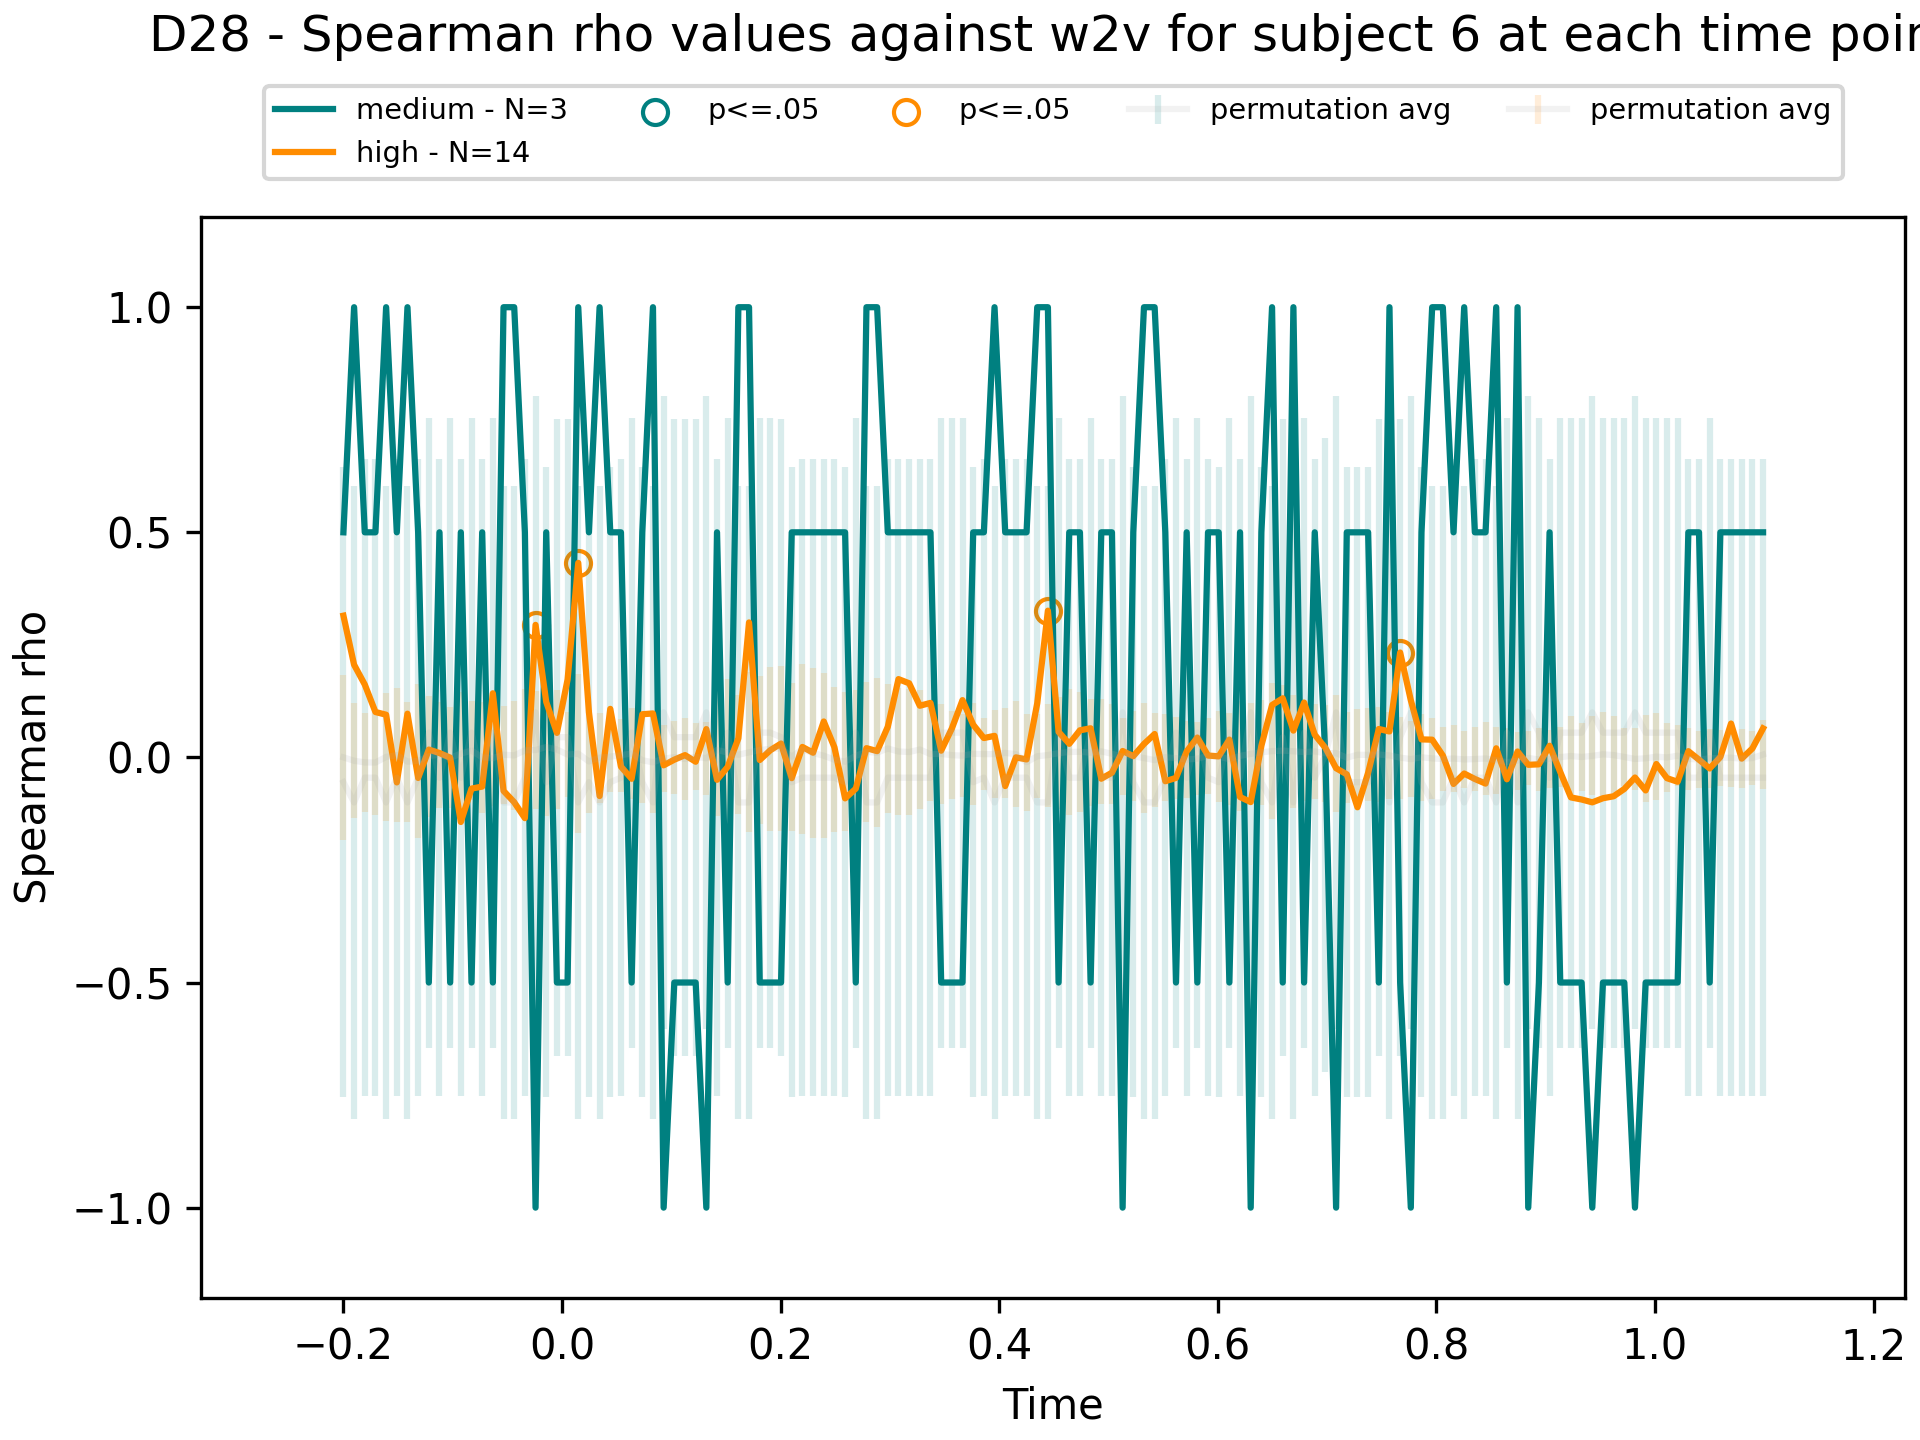 D28 - Spearman rho values against w2v for subject 6 at each time poin
medium - N=3
high - N=14
p<=.05
p<=.05
permutation avg
permutation avg
1.0
0.5
0.0
−0.5
−1.0
Spearman rho
−0.2
0.0
0.2
0.4
0.6
0.8
1.0
1.2
Time